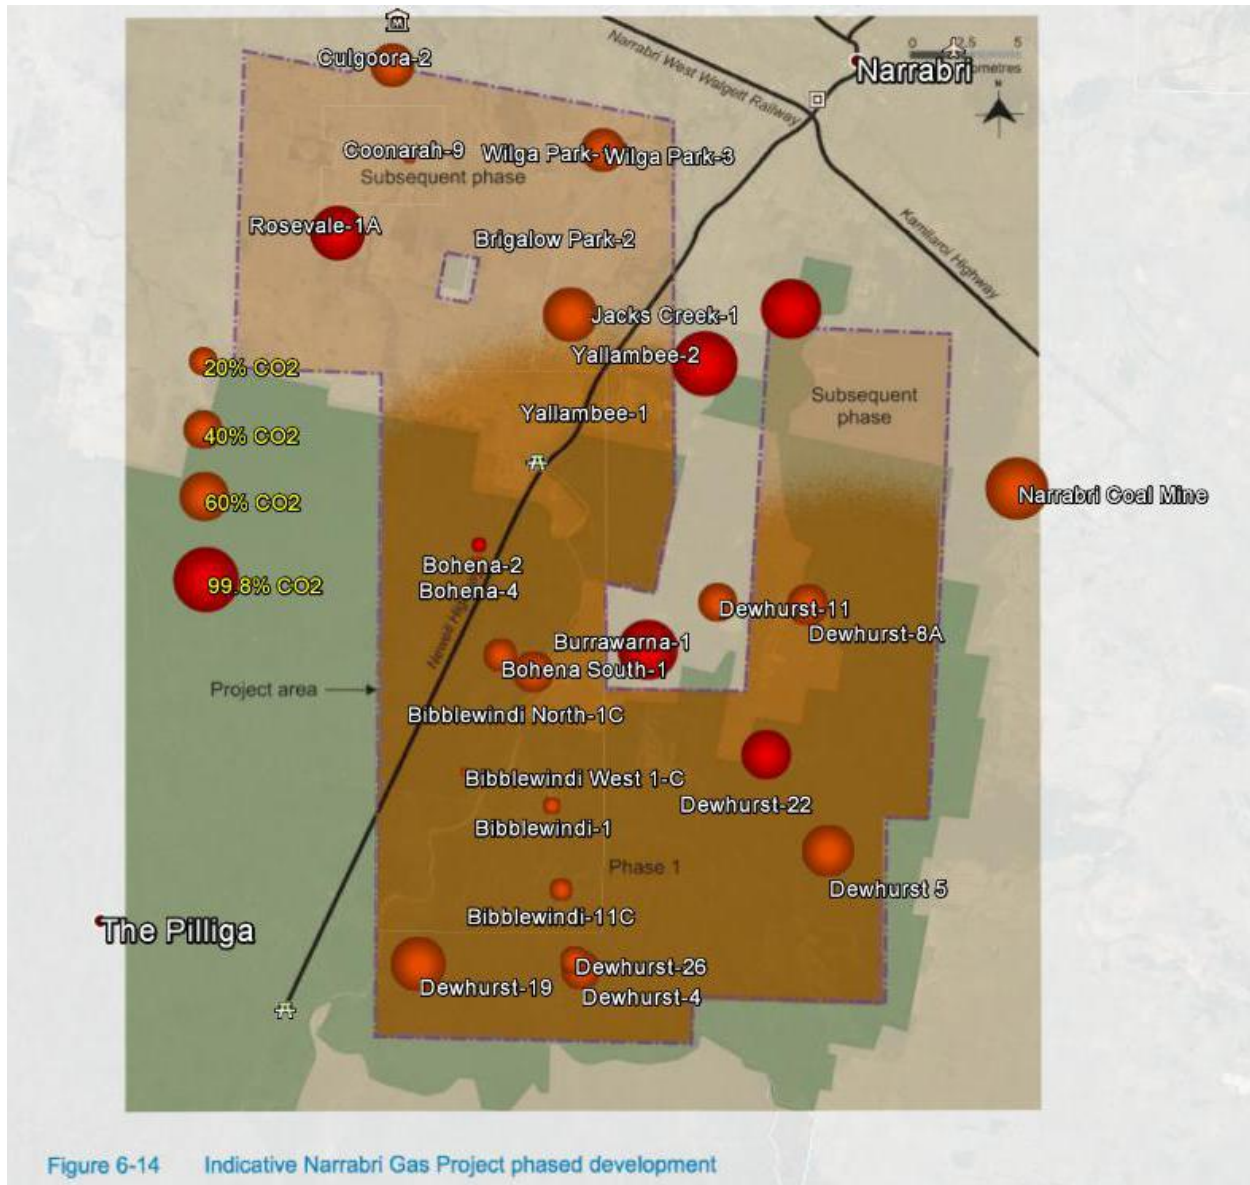 M
Culgoora-2
Narrabri West Walgett Railway
Narrabri
0
5
N
Coonarah-9
Wilga Park-
Wilga Park-3
Subsequent phase
Rosevale-1A
Brigalow Park-2
Kamilaroi Highway
Jacks Creek-1
Yallambee-2
20% CO2
Subsequent
phase
Yallambee-1
40% CO2
60% CO2
Narrabri Coal Mine
Bohena-2
99.8% CO2
Bohena-4
Newell
Dewhurst-11
Dewhurst-8A
Burrawarna-1
Bohena South-1
Project area
Bibblewindi North-1C
Bibblewindi West 1-C
Dewhurst-22
Bibblewindi-1
Phase 1
Dewhurst 5
Bibblewindi-11C
The Pilliga
Dewhurst-26
Dewhurst-19
Dewhurst-4
Figure 6-14 Indicative Narrabri Gas Project phased development